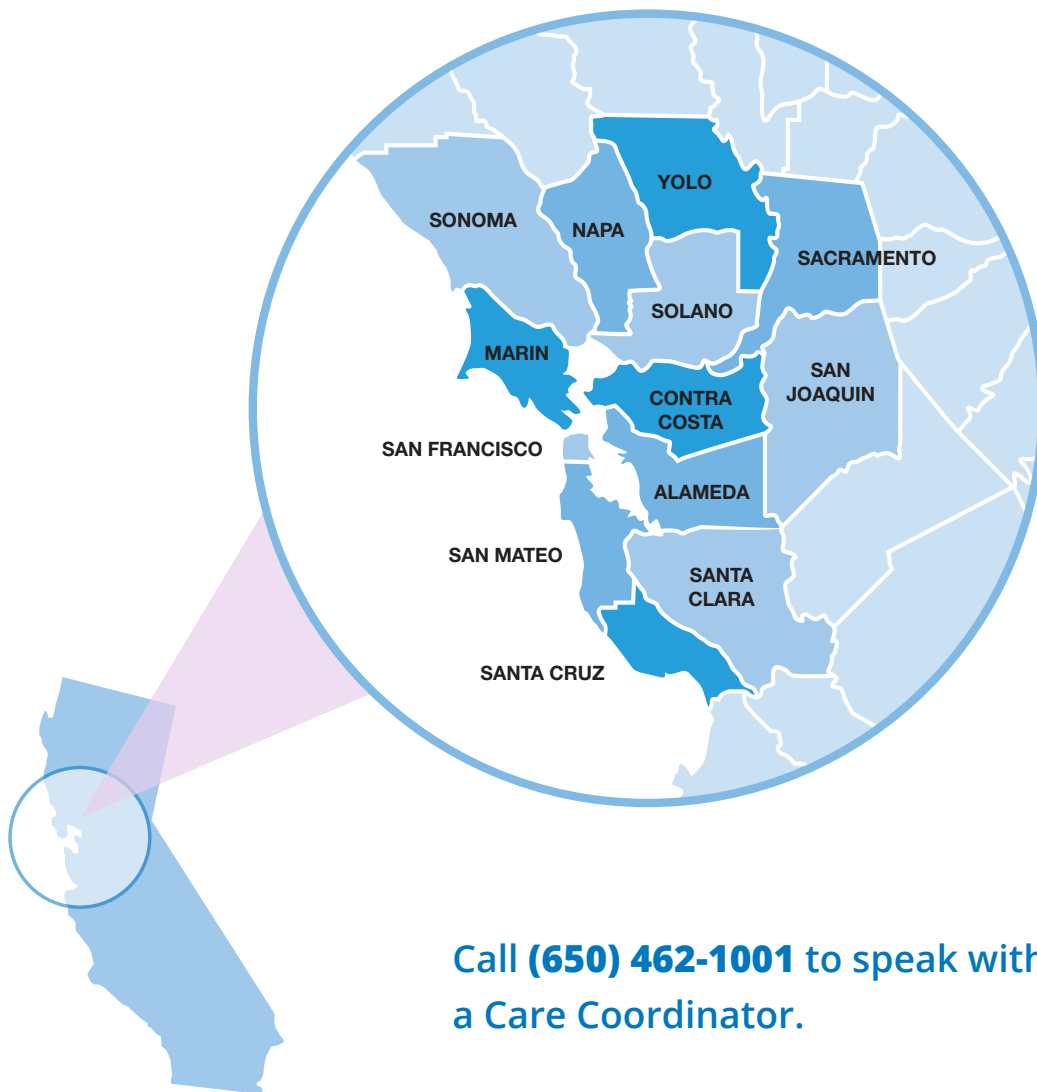 YOLO
SONOMA
NAPA
SACRAMENTO
SOLANO
MARIN
SAN
JOAQUIN
CONTRA
COSTA
SAN FRANCISCO
ALAMEDA
SAN MATEO
SANTA
CLARA
SANTA CRUZ
Call (650) 462-1001 to speak with
a Care Coordinator.